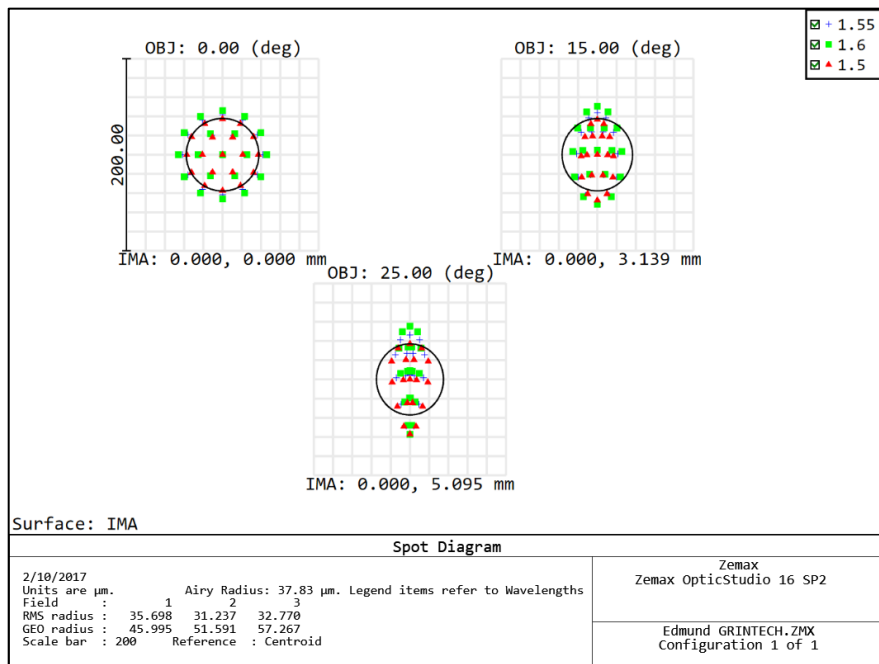 1.55
OBJ: 0.00 (deg)
OBJ: 15.00 (deg)
1.6
1.5
200.00
IMA: 0.000, 0.000 mm
IMA: 0.000, 3.139 mm
OBJ: 25.00 (deg)
IMA: 0.000, 5.095 mm
Surface: IMA
Spot Diagram
2/10/2017
Units are µm. Airy Radius: 37.83 µm. Legend items refer to Wavelengths
Field : 1 2 3
RMS radius : 35.698 31.237 32.770
GEO radius : 45.995 51.591 57.267
Scale bar : 200 Reference : Centroid
Zemax
Zemax OpticStudio 16 SP2
Edmund GRINTECH.ZMX
Configuration 1 of 1